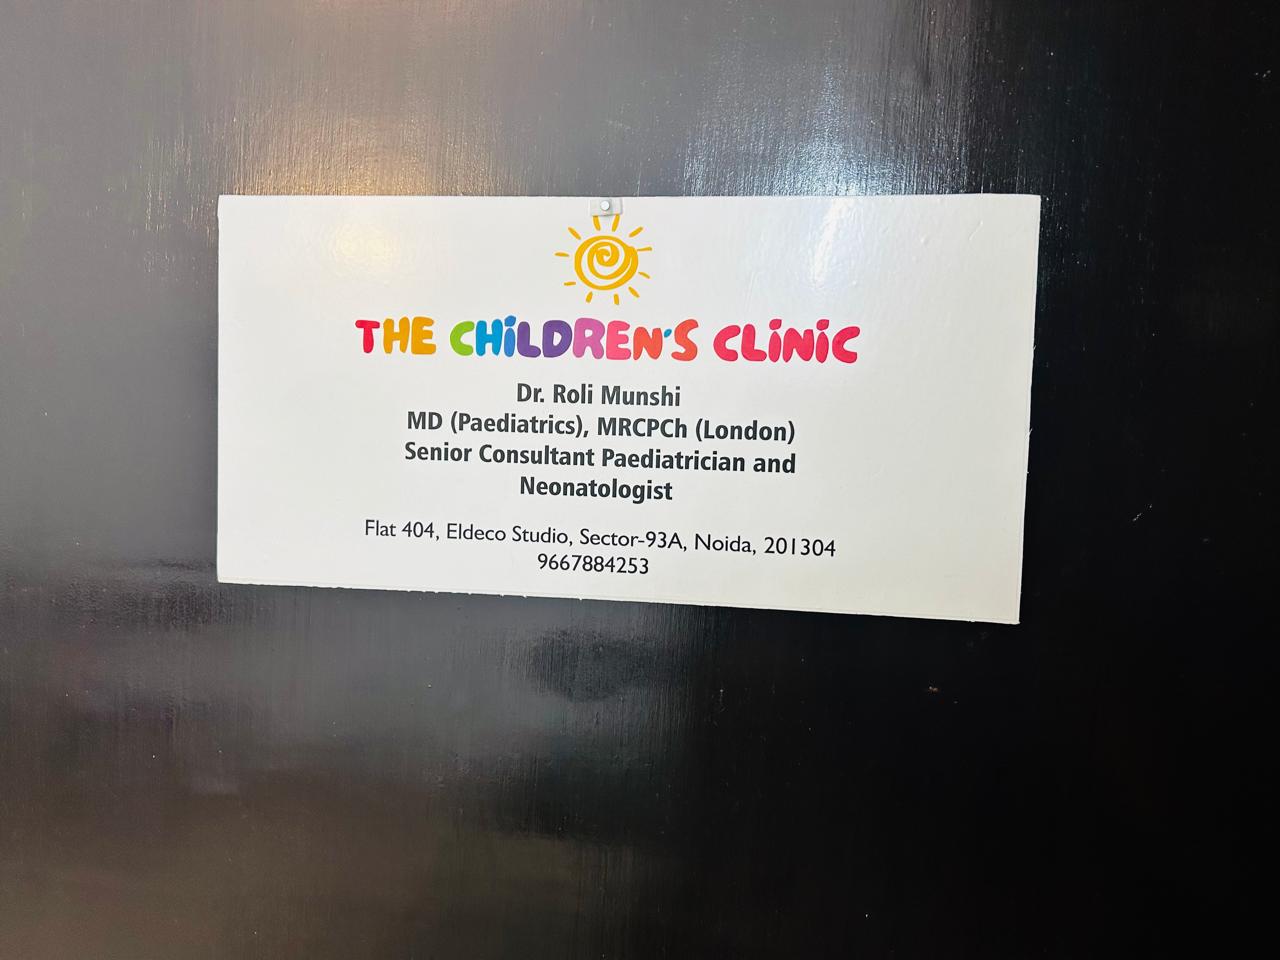 THE CHiLDREN'S CLiNiC
Dr. Roli Munshi
MD (Paediatrics), MRCPCh (London)
Senior Consultant Paediatrician and
Neonatologist
Flat 404, Eldeco Studio, Sector-93A, Noida, 201304
9667884253